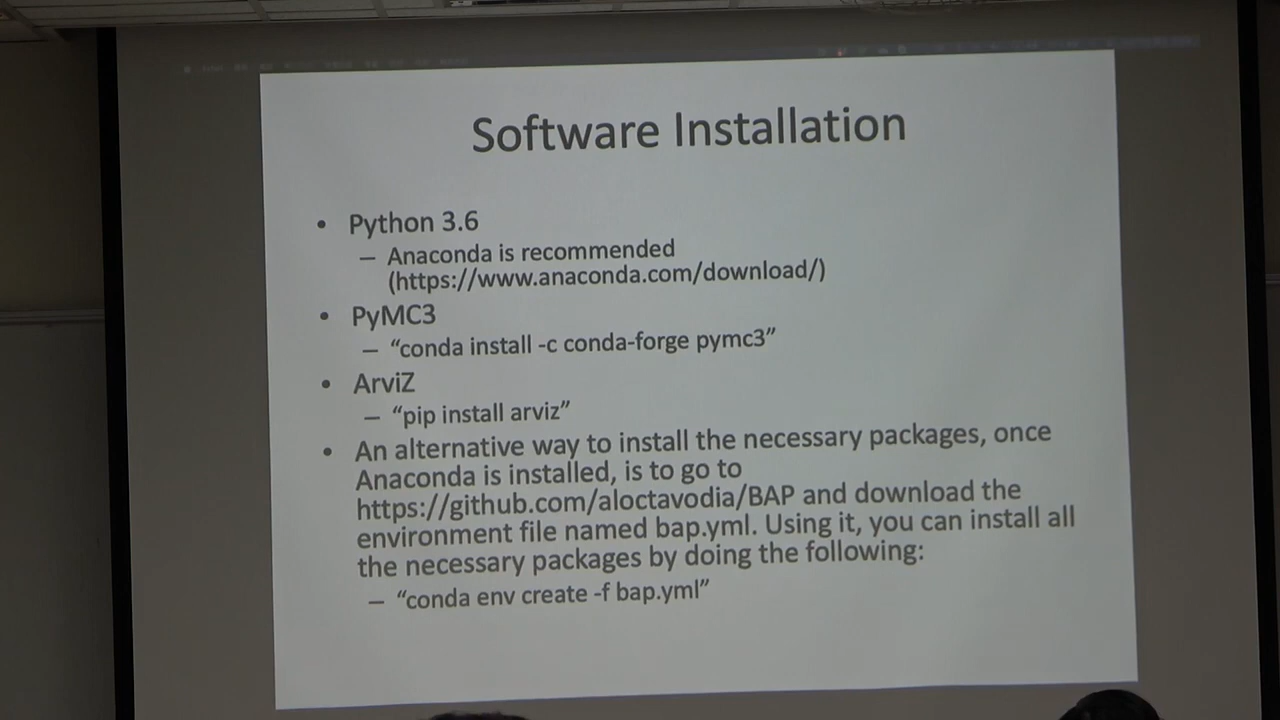 Software Installation
• Python 3.6
– Anaconda is recommended
(https://www.anaconda.com/download/)
• PyMC3
– “conda install -c conda-forge pymc3”
• ArviZ
– “pip install arviz”
• An alternative way to install the necessary packages, once
Anaconda is installed, is to go to
https://github.com/aloctavodia/BAP and download the
environment file named bap.yml. Using it, you can install all
the necessary packages by doing the following:
– “conda env create -f bap.yml”